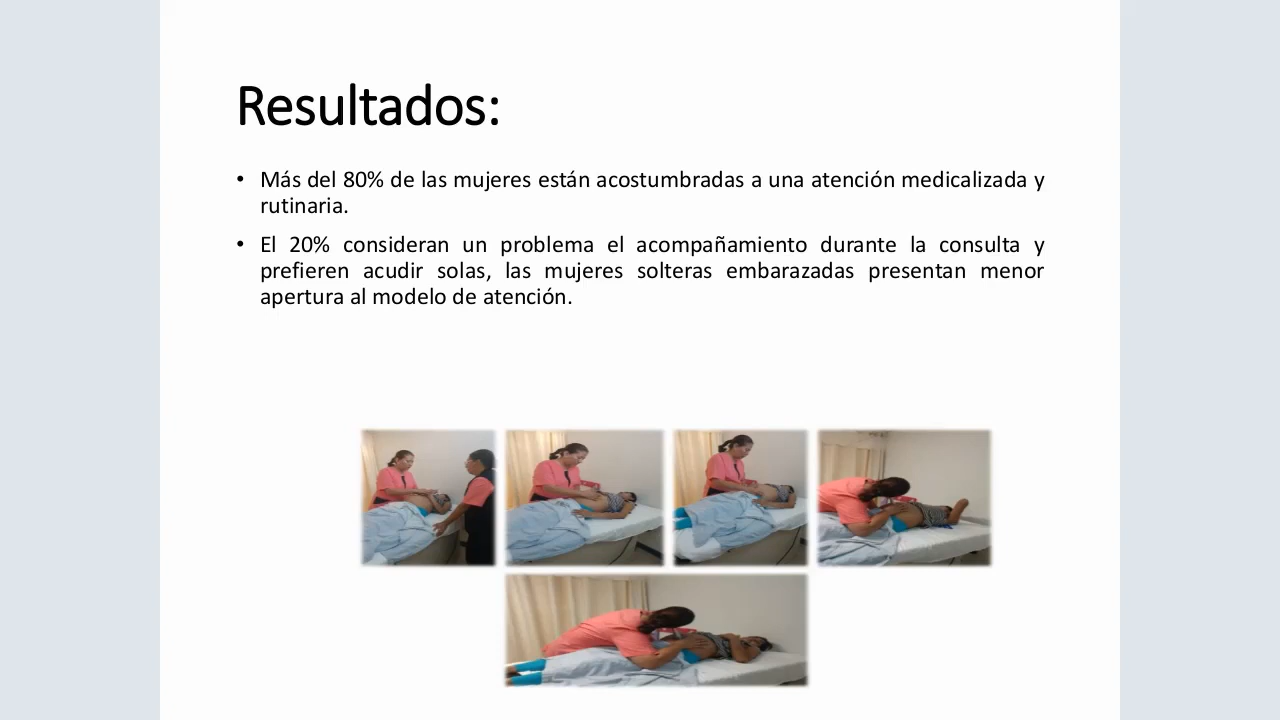 Resultados:
• Más del 80% de las mujeres están acostumbradas a una atención medicalizada y
rutinaria.
• El 20% consideran un problema el acompañamiento durante la consulta y
prefieren acudir solas, las mujeres solteras embarazadas presentan menor
apertura al modelo de atención.